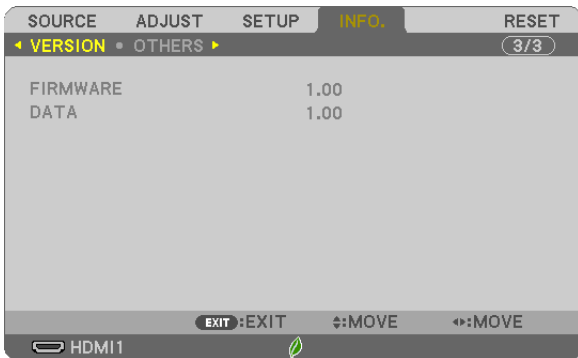 SOURCE ADJUST SETUP INFO. RESET
VERSION • OTHERS 3/3
FIRMWARE 1.00
DATA 1.00
EXIT :EXIT :MOVE :MOVE
HDMI1